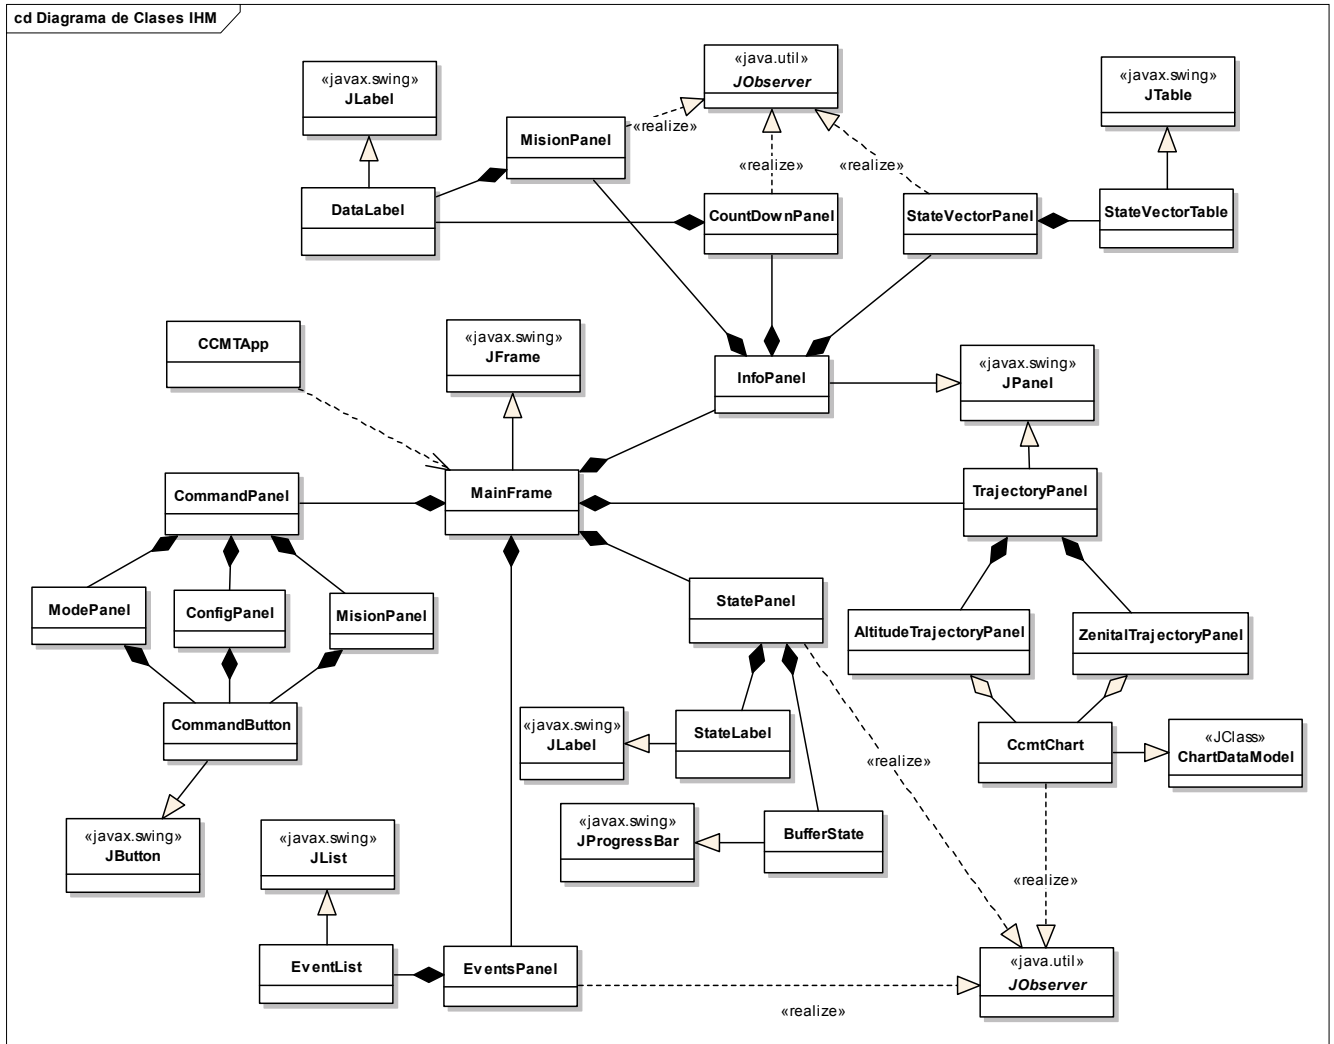 cd Diagrama de Clases IHM
«javax.swing»
JLabel
«java.util»
JObserver
«javax.swing»
JTable
MisionPanel
«realize»
«realize»
«realize»
DataLabel
CountDownPanel
StateVectorPanel
StateVectorTable
CCMTApp
«javax.swing»
JFrame
InfoPanel
«javax.swing»
JPanel
CommandPanel
MainFrame
TrajectoryPanel
ModePanel
ConfigPanel
MisionPanel
StatePanel
AltitudeTrajectoryPanel
ZenitalTrajectoryPanel
CommandButton
«javax.swing»
JLabel
StateLabel
CcmtChart
«JClass»
ChartDataModel
«realize»
«javax.swing»
JButton
«javax.swing»
JList
«javax.swing»
JProgressBar
BufferState
«realize»
EventList
EventsPanel
«java.util»
JObserver
«realize»